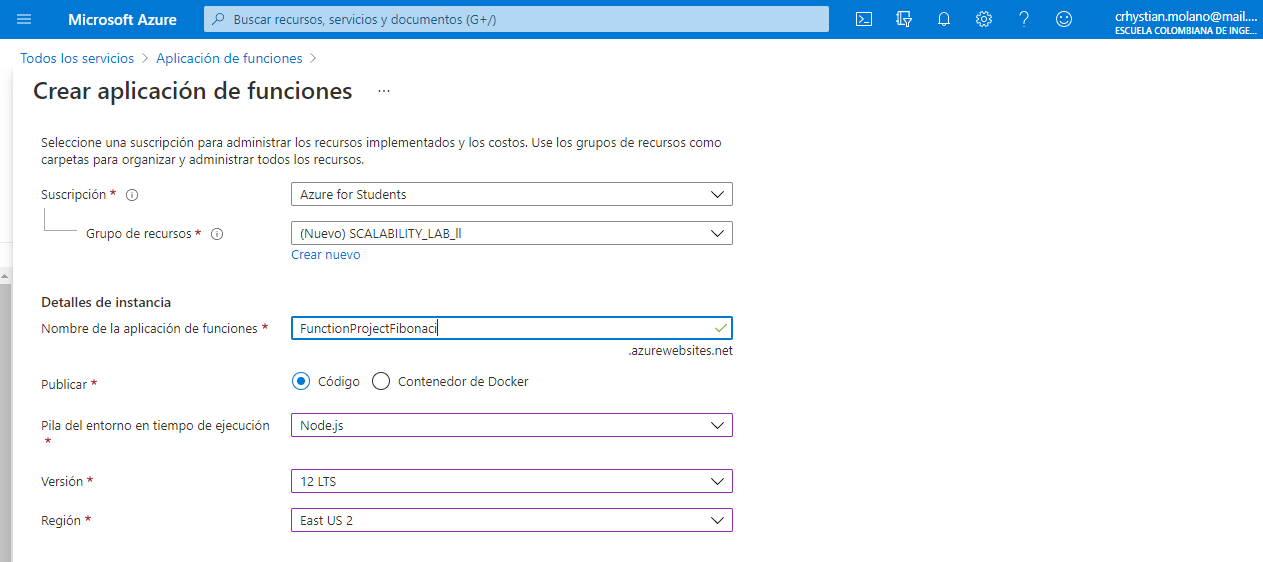 Microsoft Azure
Buscar recursos, servicios y documentos (G+/)
crhystian.molano@mail....
ESCUELA COLOMBIANA DE INGE...
Todos los servicios > Aplicación de funciones >
Crear aplicación de funciones ...
Seleccione una suscripción para administrar los recursos implementados y los costos. Use los grupos de recursos como
carpetas para organizar y administrar todos los recursos.
Suscripción * Azure for Students
Grupo de recursos * (Nuevo) SCALABILITY_LAB_ll
Crear nuevo
Detalles de instancia
Nombre de la aplicación de funciones * FunctionProjectFibonaci
.azurewebsites.net
Publicar * Código Contenedor de Docker
Pila del entorno en tiempo de ejecución * Node.js
Versión * 12 LTS
Región * East US 2